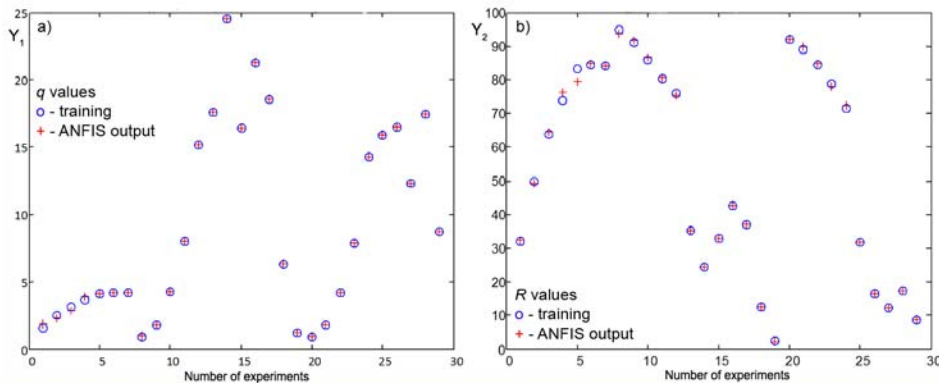 a)
Y1
25
20
15
10
5
0
q values
o - training
+ - ANFIS output
0 5 10 15 20 25 30
Number of experiments
b)
Y2
100
90
80
70
60
50
40
30
20
10
0
R values
o - training
+ - ANFIS output
0 5 10 15 20 25 30
Number of experiments